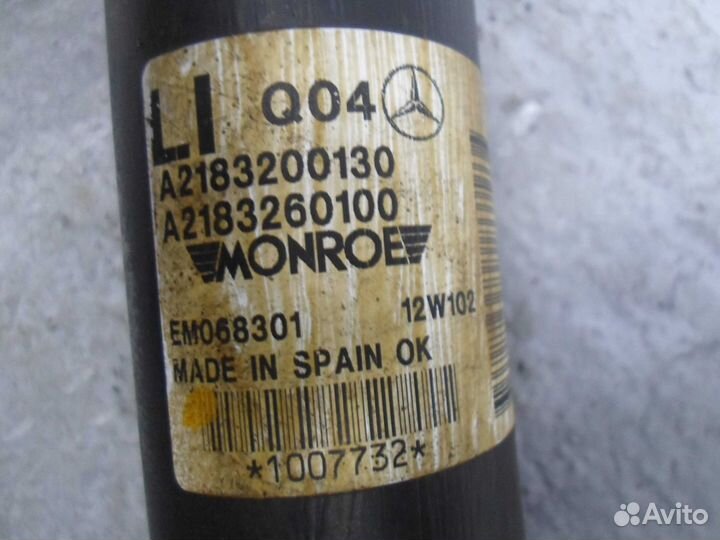 LI Q04
A2183200130
A2183260100
MONROE
EM068301 12W102
MADE IN SPAIN OK
*1007732*
Avito